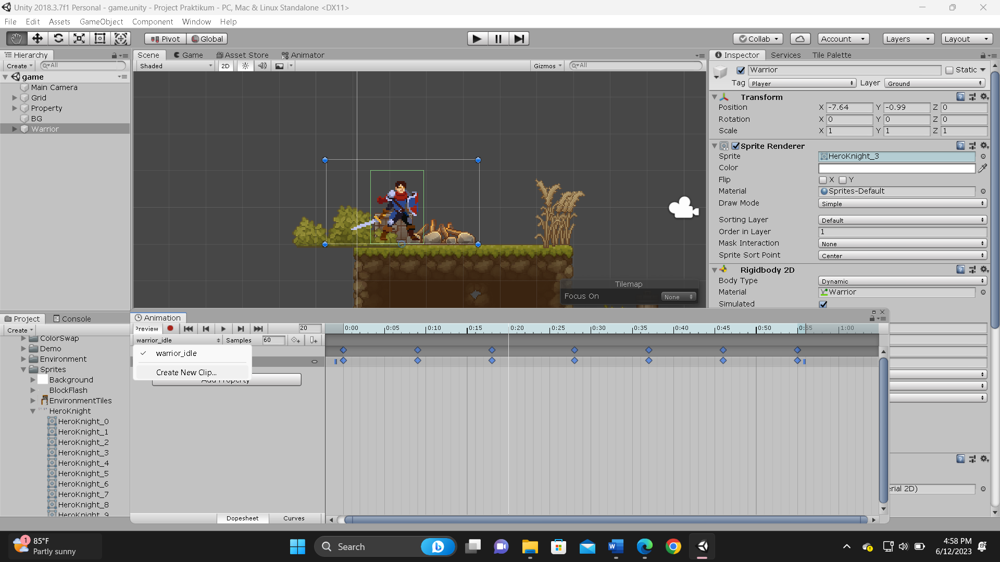 Unity 2018.3.7f1 Personal - game.unity - Project Praktikum - PC, Mac & Linux Standalone <DX11>
File Edit Assets GameObject Component Window Help
Pivot Global Collab Account Layers Layout
Hierarchy
Create All
game
Main Camera
Grid
Property
BG
Warrior
Scene Game Asset Store Animator
Shaded 2D Gizmos All
Tilemap
Focus On None
Inspector Services Tile Palette
Warrior Static
Tag Player Layer Ground
Transform
Position X -7.64 Y -0.99 Z 0
Rotation X 0 Y 0 Z 0
Scale X 1 Y 1 Z 1
Sprite Renderer
Sprite HeroKnight_3
Color
Flip X Y
Material Sprites-Default
Draw Mode Simple
Sorting Layer Default
Order in Layer 1
Mask Interaction None
Sprite Sort Point Center
Rigidbody 2D
Body Type Dynamic
Material Warrior
Simulated
erial 2D)
Project Console
Create
ColorSwap
Demo
Environment
Sprites
Background
BlockFlash
EnvironmentTiles
HeroKnight
HeroKnight_0
HeroKnight_1
HeroKnight_2
HeroKnight_3
HeroKnight_4
HeroKnight_5
HeroKnight_6
HeroKnight_7
HeroKnight_8
HeroKnight_9
Animation
Preview 20 0:00 0:05 0:10 0:15 0:20 0:25 0:30 0:35 0:40 0:45 0:50 0:55 1:00
warrior_idle Samples 60
warrior_idle
Create New Clip...
Add Property
Dopesheet Curves
1
85°F
Partly sunny
Search
4:58 PM
6/12/2023